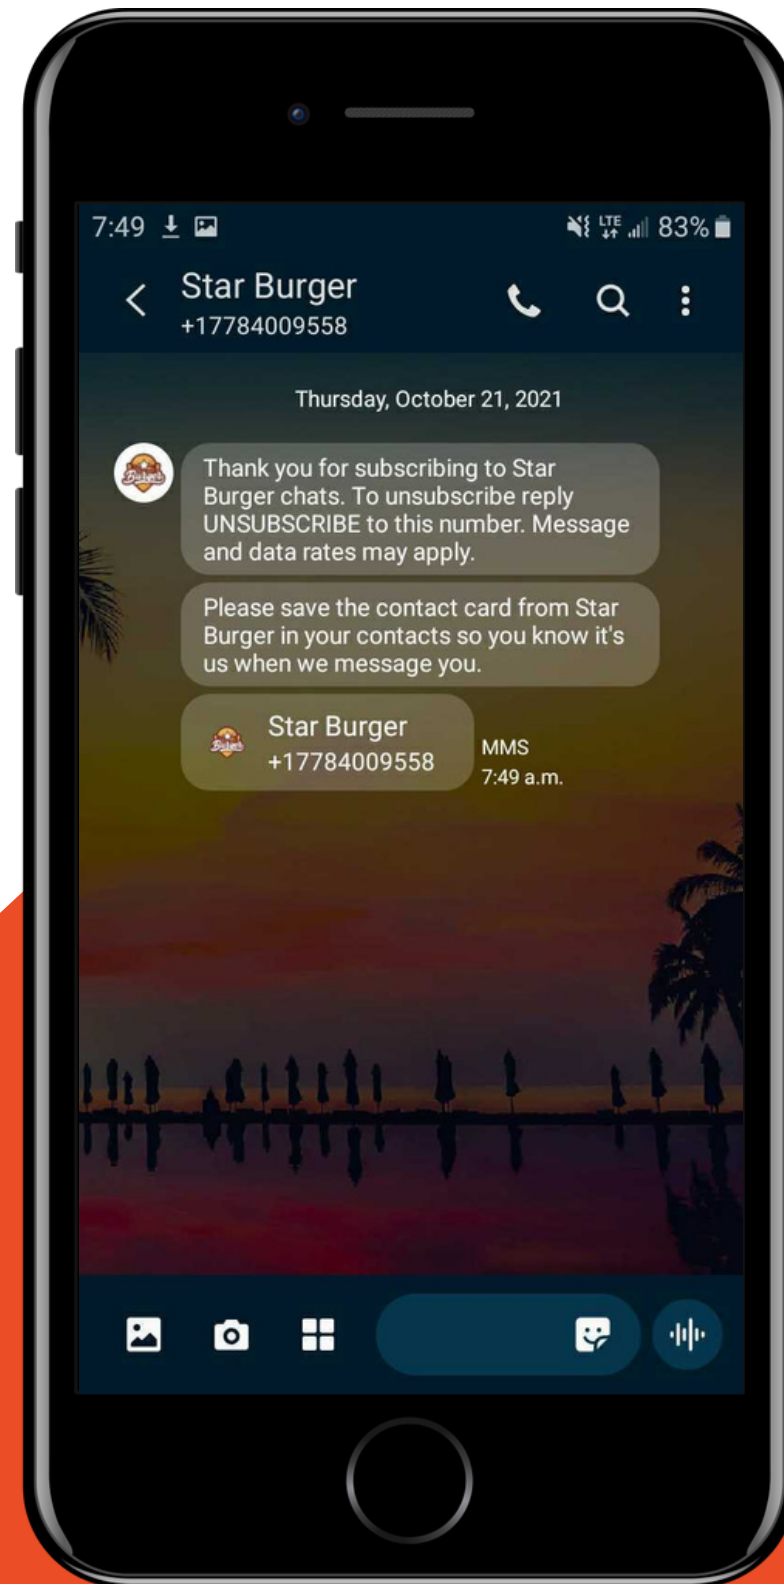 7:49
LTE
83%
Star Burger
+17784009558
Thursday, October 21, 2021
Thank you for subscribing to Star
Burger chats. To unsubscribe reply
UNSUBSCRIBE to this number. Message
and data rates may apply.
Please save the contact card from Star
Burger in your contacts so you know it's
us when we message you.
Star Burger
+17784009558
MMS
7:49 a.m.